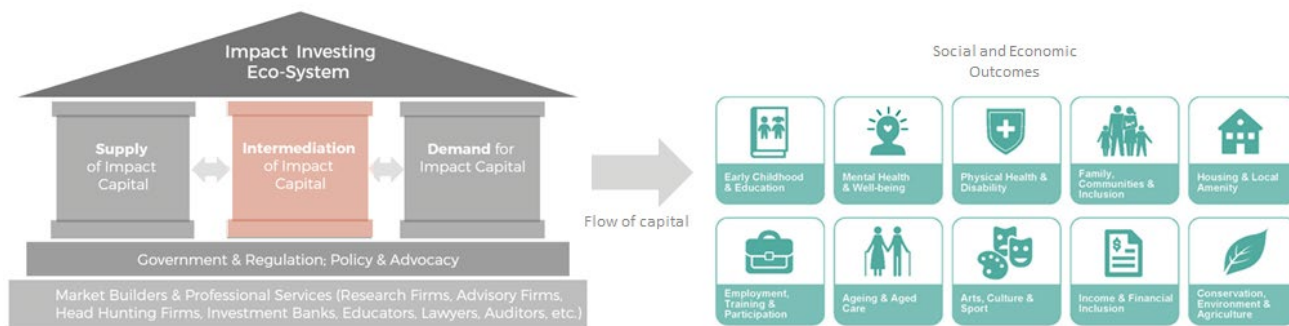 Impact Investing
Eco-System
Supply
of Impact
Capital
Intermediation
of Impact
Capital
Demand for
Impact Capital
Government & Regulation; Policy & Advocacy
Market Builders & Professional Services (Research Firms, Advisory Firms,
Head Hunting Firms, Investment Banks, Educators, Lawyers, Auditors, etc.)
Flow of capital
Social and Economic
Outcomes
Early Childhood
& Education
Mental Health
& Well-being
Physical Health &
Disability
Family,
Communities &
Inclusion
Housing & Local
Amenity
Employment,
Training &
Participation
Ageing & Aged
Care
Arts, Culture &
Sport
$
Income & Financial
Inclusion
Conservation,
Environment &
Agriculture